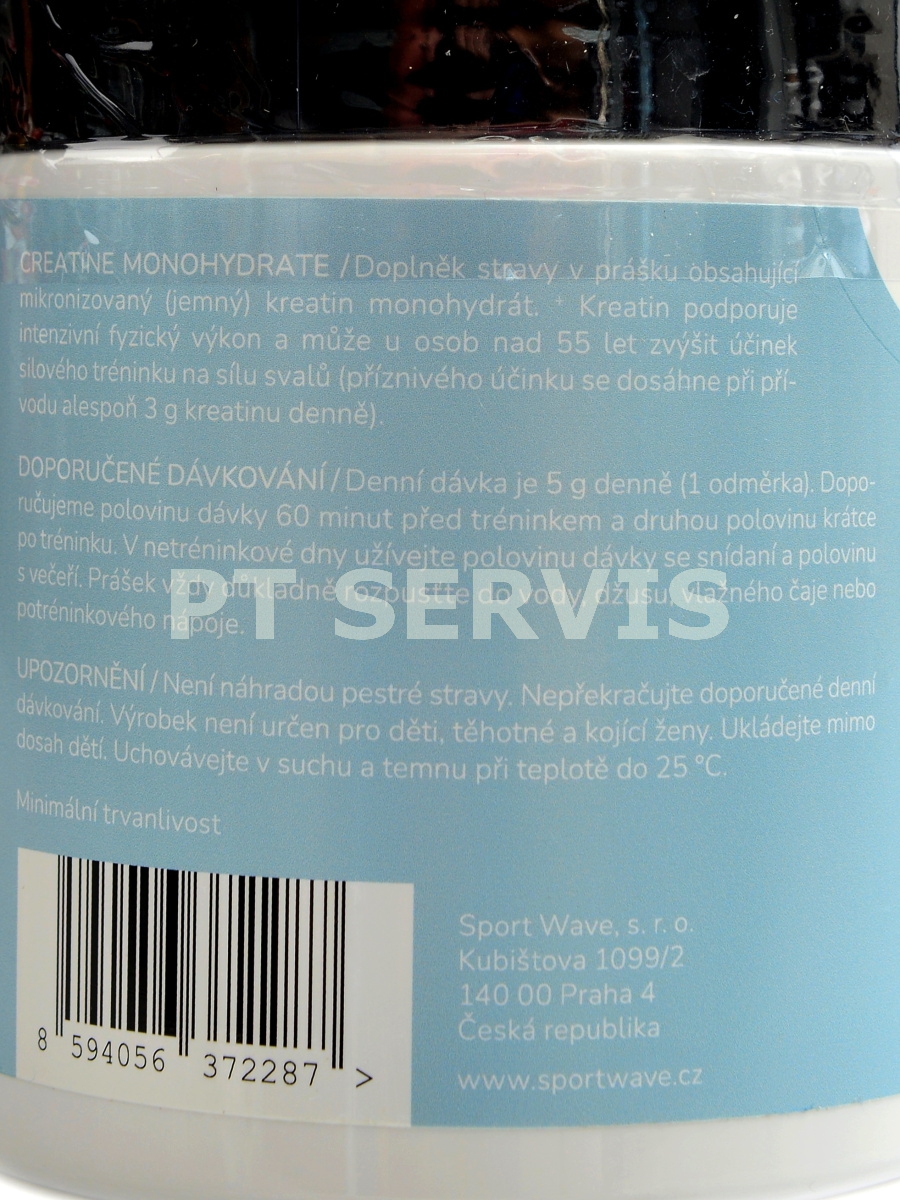 CREATINE MONOHYDRATE / Doplněk stravy v prášku obsahující
mikronizovaný (jemný) kreatin monohydrát. ⁺ Kreatin podporuje
intenzivní fyzický výkon a může u osob nad 55 let zvýšit účinek
silového tréninku na sílu svalů (příznivého účinku se dosáhne při pří-
vodu alespoň 3 g kreatinu denně).
DOPORUČENÉ DÁVKOVÁNÍ / Denní dávka je 5 g denně (1 odměrka). Dopo-
ručujeme polovinu dávky 60 minut před tréninkem a druhou polovinu krátce
po tréninku. V netréninkové dny užívejte polovinu dávky se snídaní a polovinu
s večeří. Prášek vždy důkladně rozpusťte do vody, džusu, vlažného čaje nebo
potréninkového nápoje.
PT SERVIS
UPOZORNĚNÍ / Není náhradou pestré stravy. Nepřekračujte doporučené denní
dávkování. Výrobek není určen pro děti, těhotné a kojící ženy. Ukládejte mimo
dosah dětí. Uchovávejte v suchu a temnu při teplotě do 25 °C.
Minimální trvanlivost
8 594056 372287 >
Sport Wave, s. r. o.
Kubištova 1099/2
140 00 Praha 4
Česká republika
www.sportwave.cz